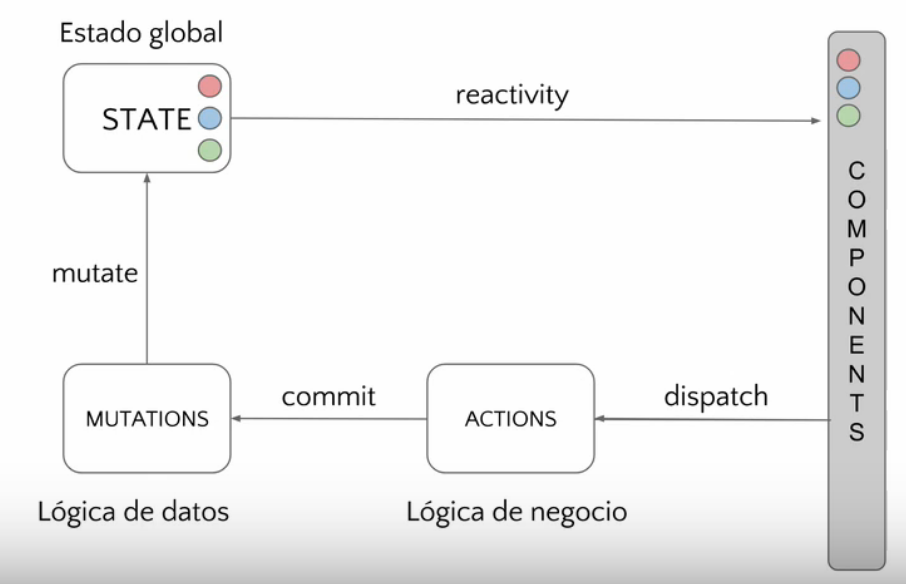 Estado global
STATE
reactivity
COMPONENTS
mutate
MUTATIONS
commit
ACTIONS
dispatch
Lógica de datos
Lógica de negocio